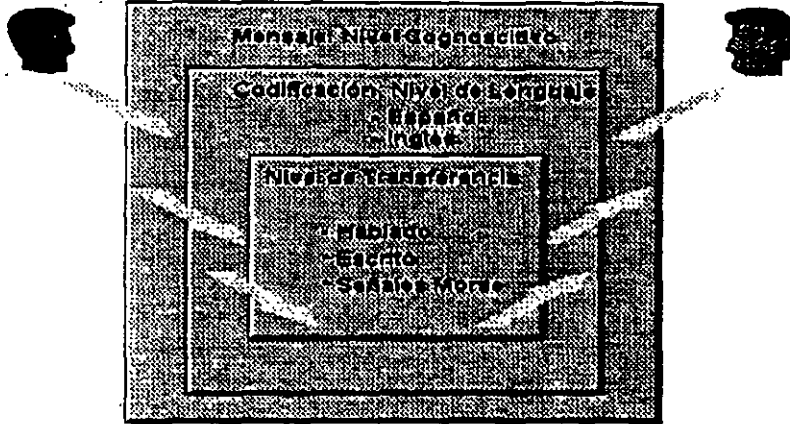 Mensaje: Nivel Cognoscitivo
Codificación: Nivel de Lenguaje
- Español
- Inglés
Nivel de Transferencia
- Hablado
- Escrito
- Señales Morse